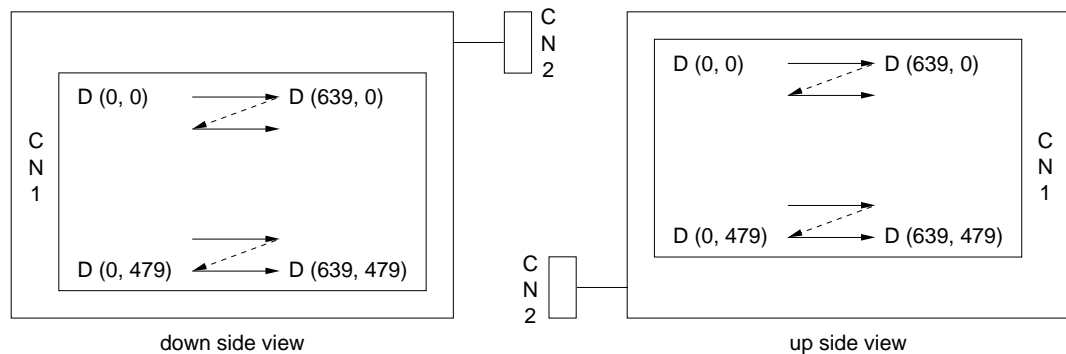 C
N
2
D (0, 0) D (639, 0)
C
N
1
D (0, 479) D (639, 479)
down side view
D (0, 0) D (639, 0)
C
N
1
D (0, 479) D (639, 479)
C
N
2
up side view